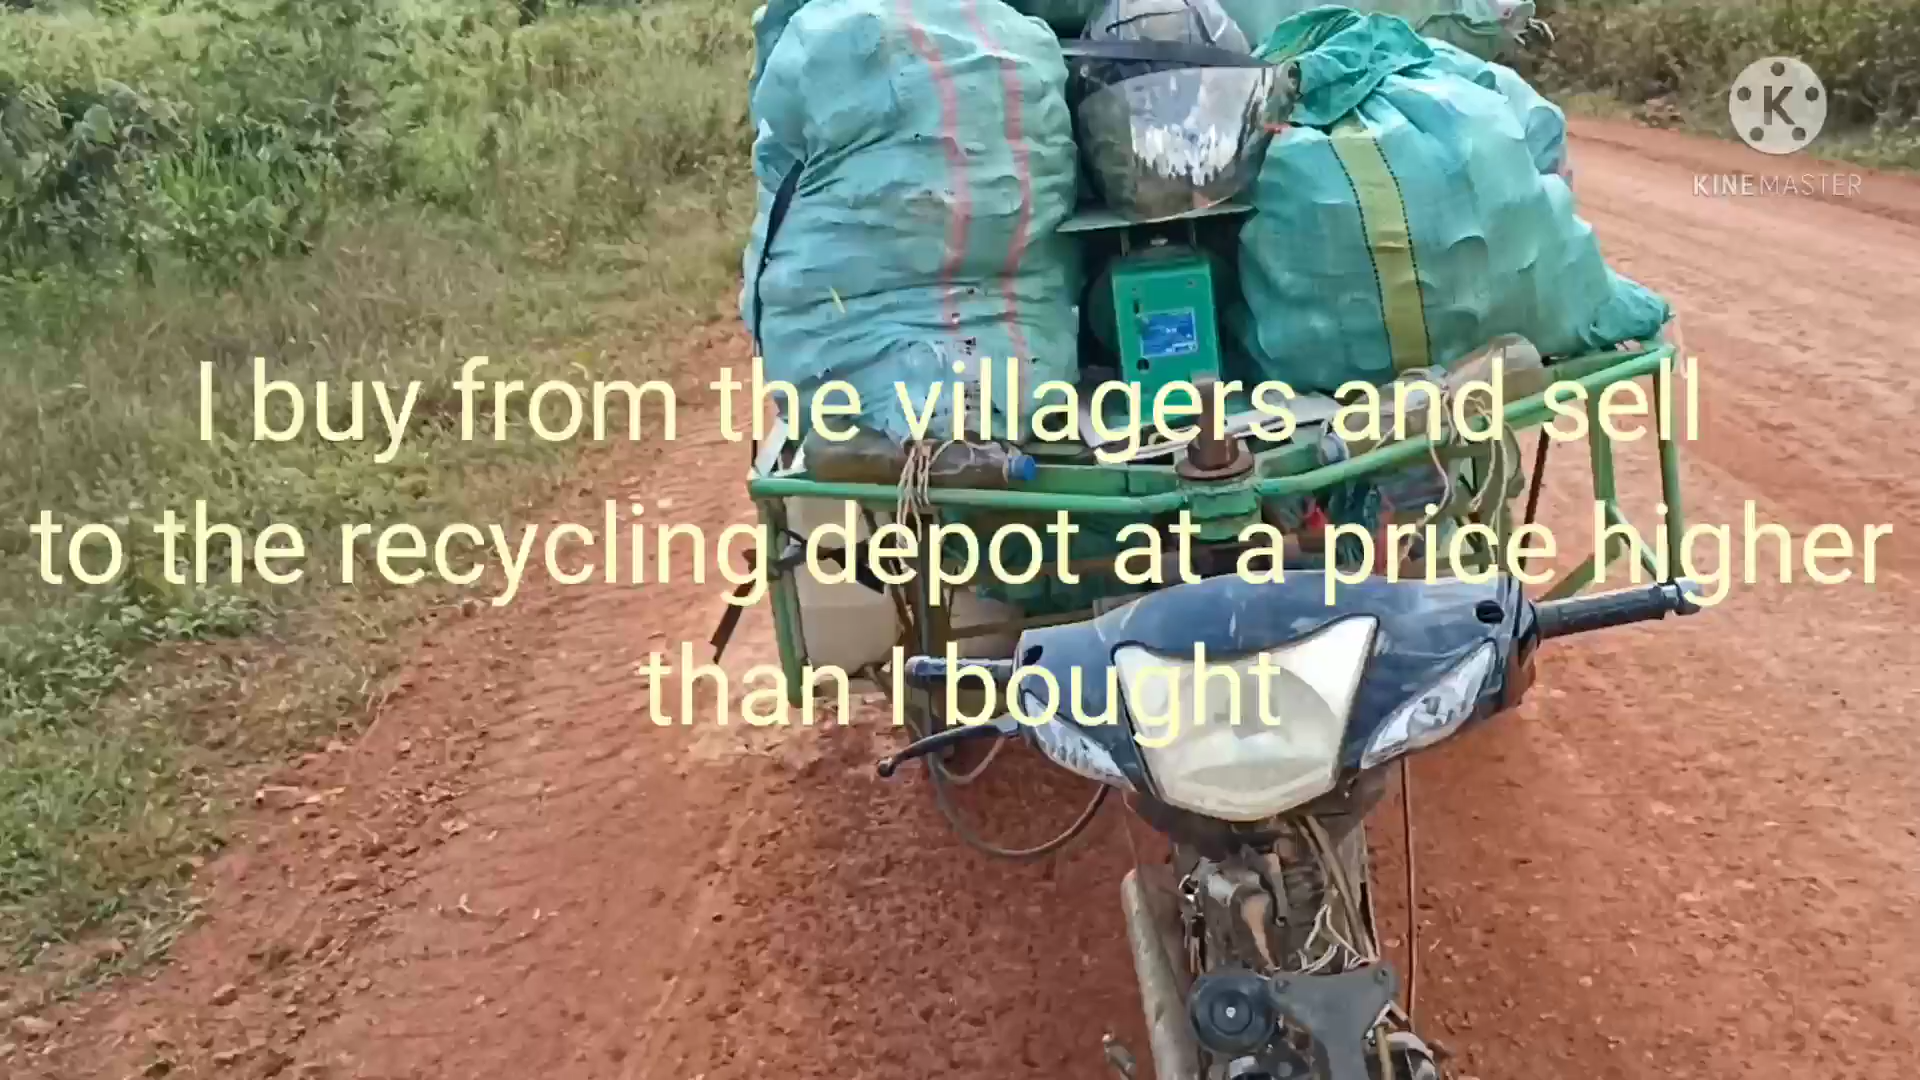 K
KINEMASTER
I buy from the villagers and sell
to the recycling depot at a price higher
than I bought